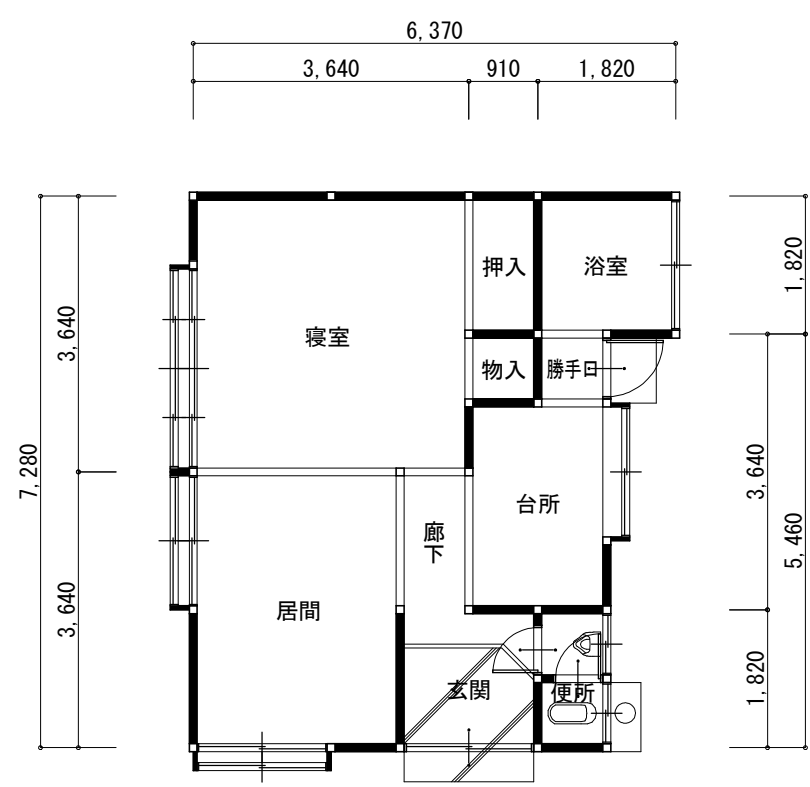 6,370
3,640
910
1,820
押入
浴室
1,820
寝室
3,640
物入
勝手口
7,280
台所
3,640
廊下
5,460
居間
3,640
玄関
便所
1,820